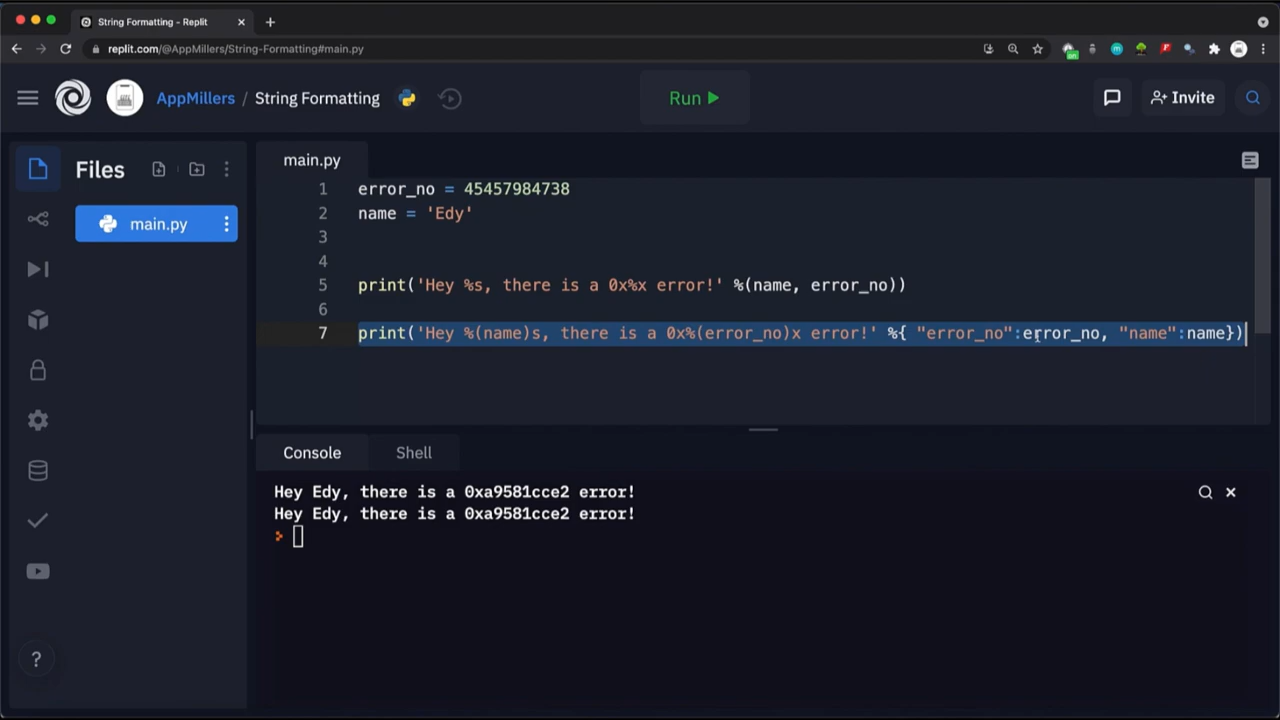 String Formatting - Replit
replit.com/@AppMillers/String-Formatting#main.py
AppMillers / String Formatting
Run
Invite
Files
main.py
main.py
1 error_no = 45457984738
2 name = 'Edy'
3
4
5 print('Hey %s, there is a 0x%x error!' %(name, error_no))
6
7 print('Hey %(name)s, there is a 0x%(error_no)x error!' %{ "error_no":error_no, "name":name})
Console
Shell
Hey Edy, there is a 0xa9581cce2 error!
Hey Edy, there is a 0xa9581cce2 error!
>
?